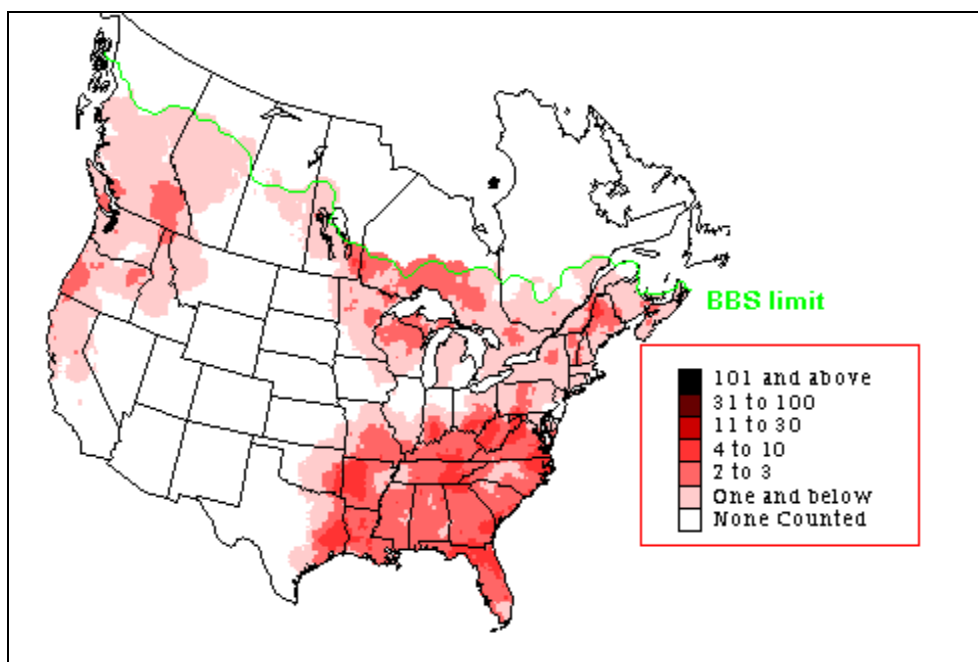 BBS limit
101 and above
31 to 100
11 to 30
4 to 10
2 to 3
One and below
None Counted